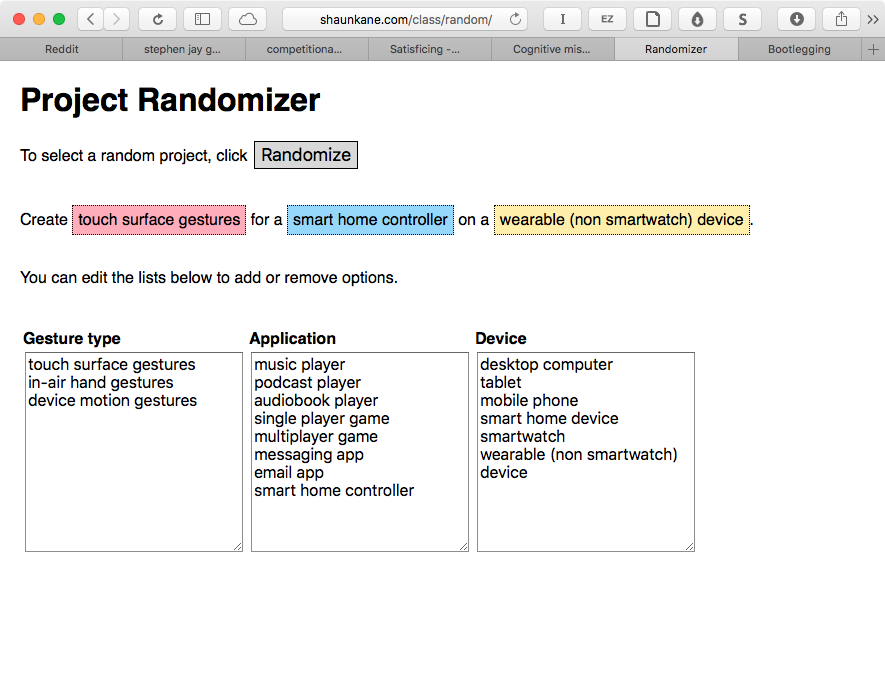 shaunkane.com/class/random/
I
EZ
S
Reddit
stephen jay g...
competitiona...
Satisficing -...
Cognitive mis...
Randomizer
Bootlegging
Project Randomizer
To select a random project, click Randomize
Create touch surface gestures for a smart home controller on a wearable (non smartwatch) device.
You can edit the lists below to add or remove options.
Gesture type
touch surface gestures
in-air hand gestures
device motion gestures
Application
music player
podcast player
audiobook player
single player game
multiplayer game
messaging app
email app
smart home controller
Device
desktop computer
tablet
mobile phone
smart home device
smartwatch
wearable (non smartwatch)
device